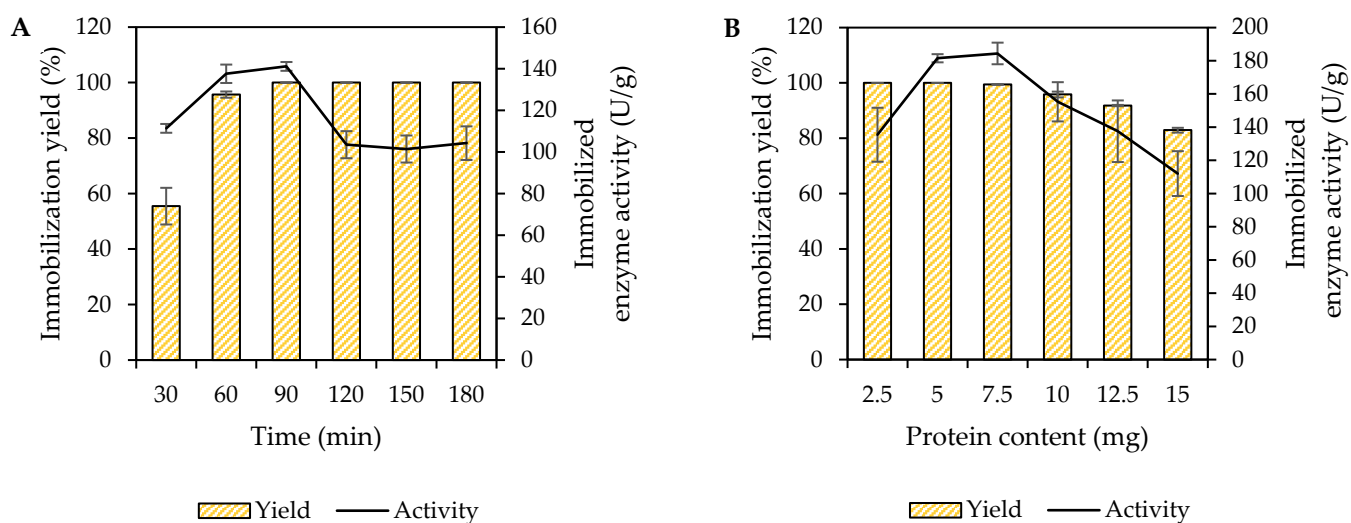 A
Immobilization yield (%)
120
100
80
60
40
20
0
160
140
120
100
80
60
40
20
0
Immobilized
enzyme activity (U/g)
30 60 90 120 150 180
Time (min)
Yield Activity
B
Immobilization yield (%)
120
100
80
60
40
20
0
200
180
160
140
120
100
80
60
40
20
0
Immobilized
enzyme activity (U/g)
2.5 5 7.5 10 12.5 15
Protein content (mg)
Yield Activity